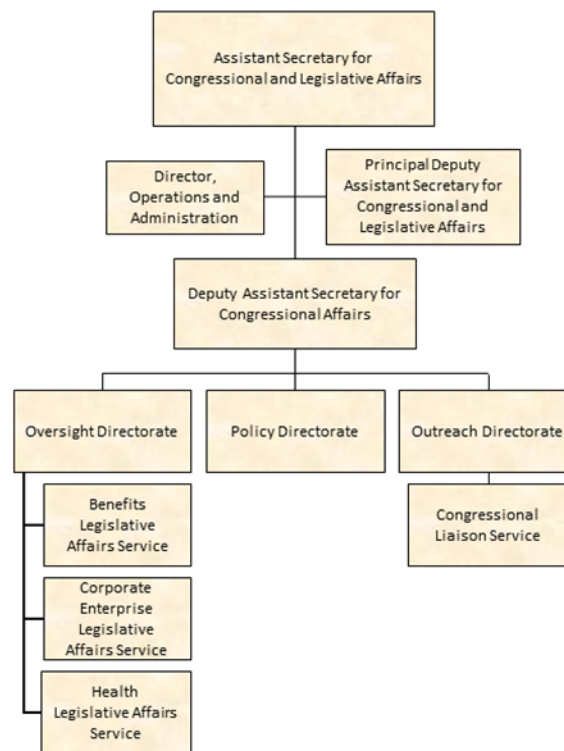 Assistant Secretary for
Congressional and Legislative Affairs
Director,
Operations and
Administration
Principal Deputy
Assistant Secretary for
Congressional and
Legislative Affairs
Deputy Assistant Secretary for
Congressional Affairs
Oversight Directorate
Policy Directorate
Outreach Directorate
Benefits
Legislative
Affairs Service
Congressional
Liaison Service
Corporate
Enterprise
Legislative
Affairs Service
Health
Legislative Affairs
Service